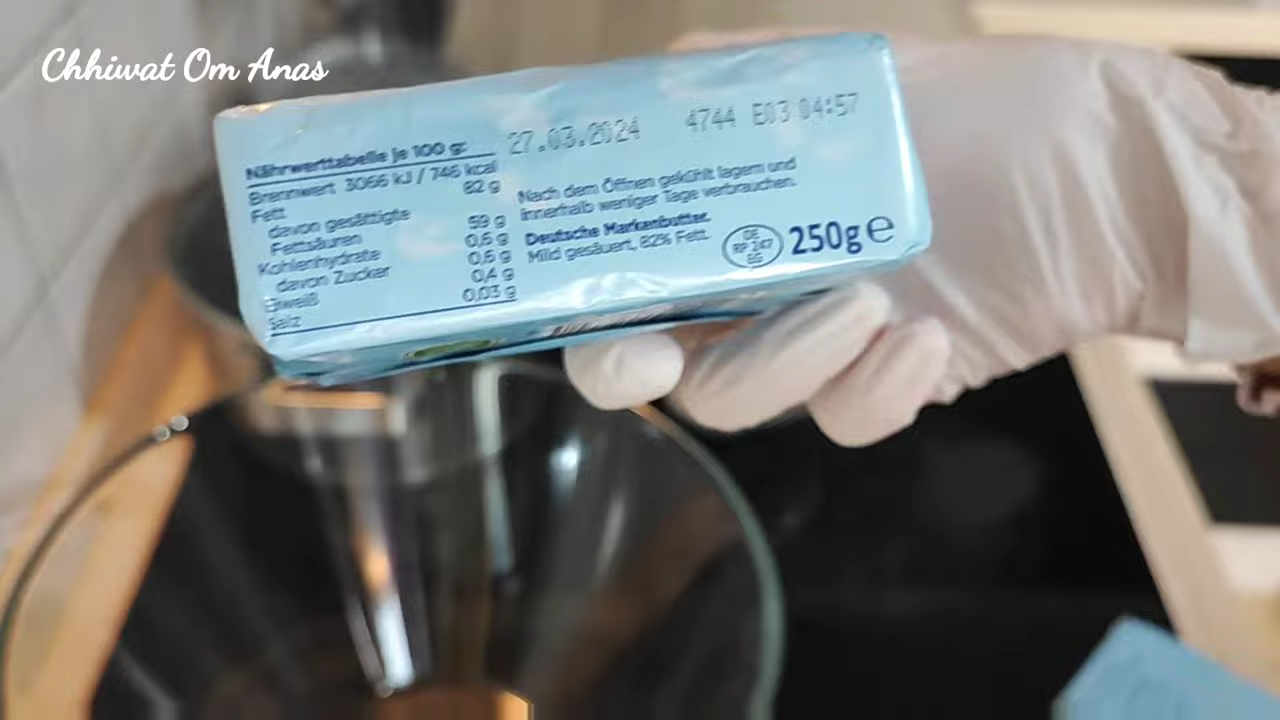 Chhiwat Om Anas
27.03.2024 4744 E03 04:57
Nährwerttabelle je 100 g:
Brennwert 3066 kJ / 746 kcal
Fett 82 g
davon gesättigte
Fettsäuren 59 g
Kohlenhydrate 0,6 g
davon Zucker 0,6 g
Eiweiß 0,4 g
Salz 0,03 g
Nach dem Öffnen gekühlt lagern und
innerhalb weniger Tage verbrauchen.
Deutsche Markenbutter.
Mild gesäuert, 82% Fett.
DE
EG
250g e